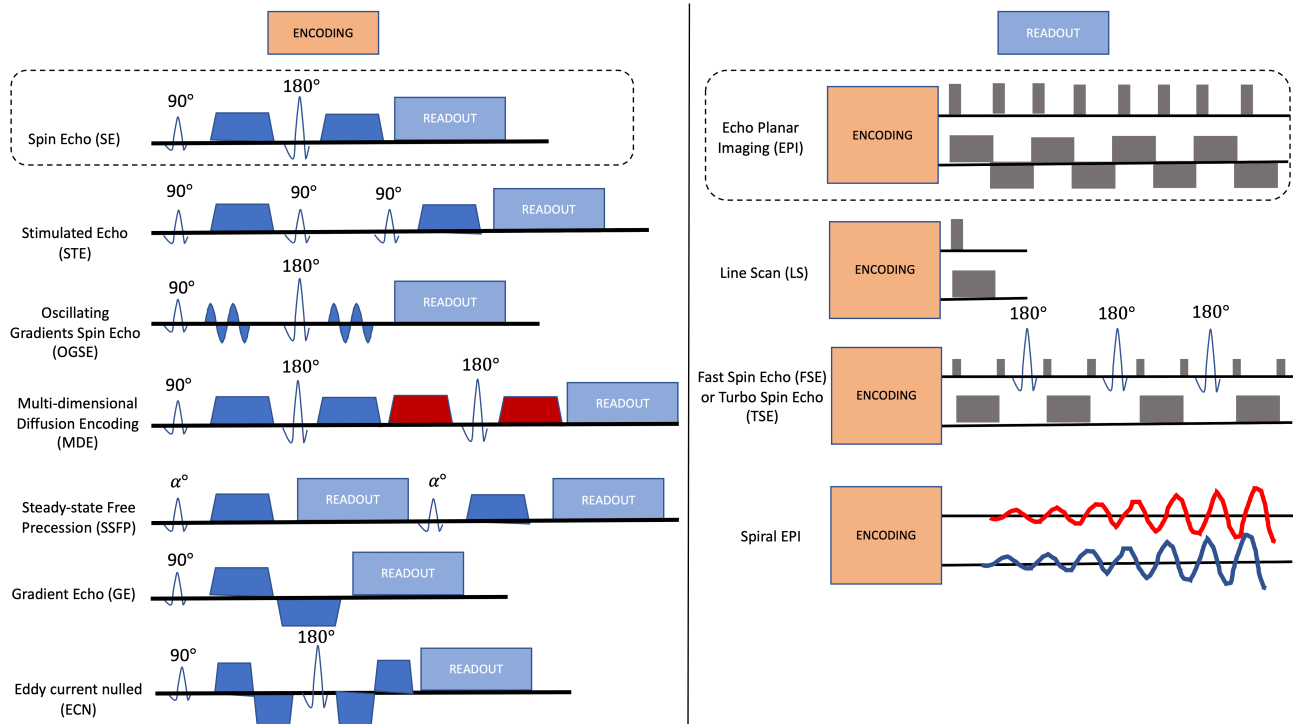 ENCODING
90°
180°
Spin Echo (SE)
READOUT
90°
90°
90°
Stimulated Echo
(STE)
READOUT
90°
180°
Oscillating
Gradients Spin Echo
(OGSE)
READOUT
90°
180°
180°
Multi-dimensional
Diffusion Encoding
(MDE)
READOUT
α°
α°
Steady-state Free
Precession (SSFP)
READOUT
READOUT
90°
Gradient Echo (GE)
READOUT
90°
180°
Eddy current nulled
(ECN)
READOUT
READOUT
Echo Planar
Imaging (EPI)
ENCODING
Line Scan (LS)
ENCODING
180°
180°
180°
Fast Spin Echo (FSE)
or Turbo Spin Echo
(TSE)
ENCODING
Spiral EPI
ENCODING